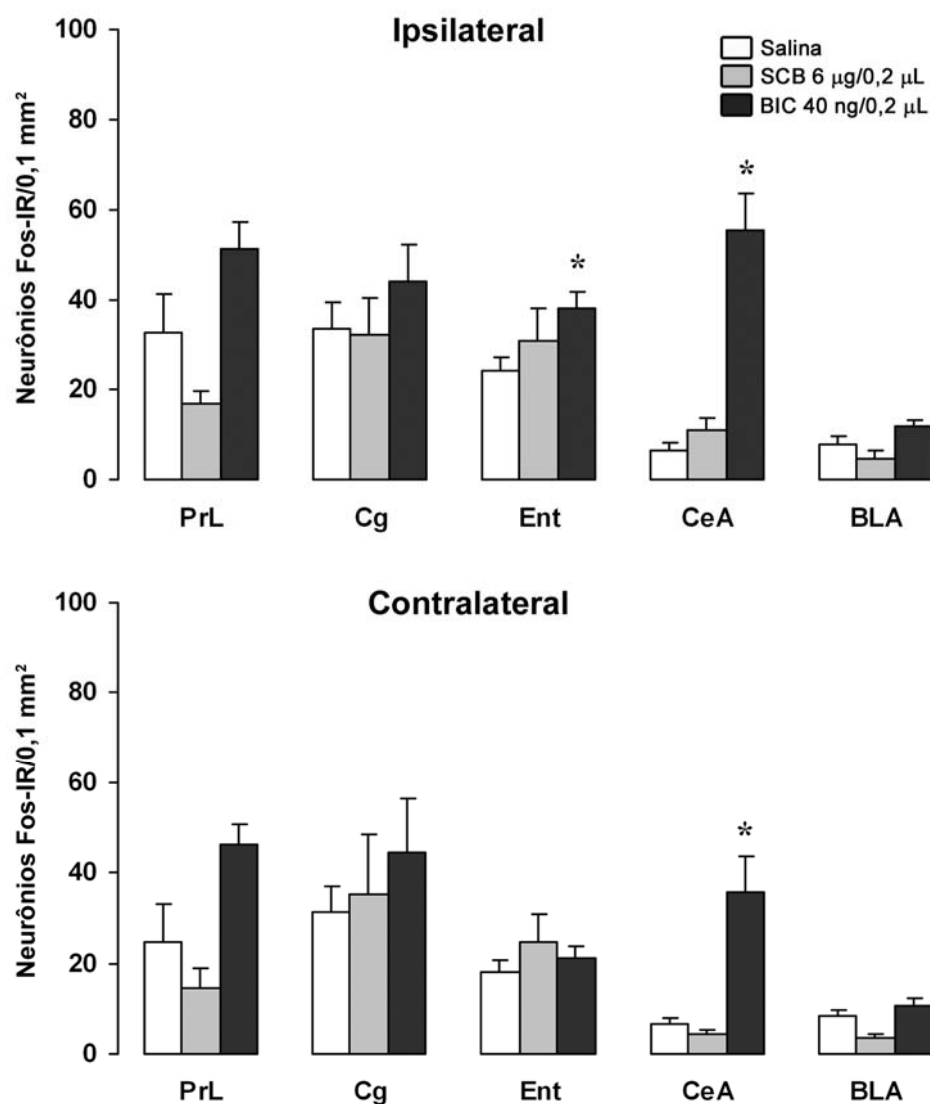 Ipsilateral
Salina
SCB 6 μg/0,2 μL
BIC 40 ng/0,2 μL
Neurônios Fos-IR/0,1 mm²
100
80
60
40
20
0
*
*
PrL Cg Ent CeA BLA
Contralateral
Neurônios Fos-IR/0,1 mm²
100
80
60
40
20
0
*
PrL Cg Ent CeA BLA